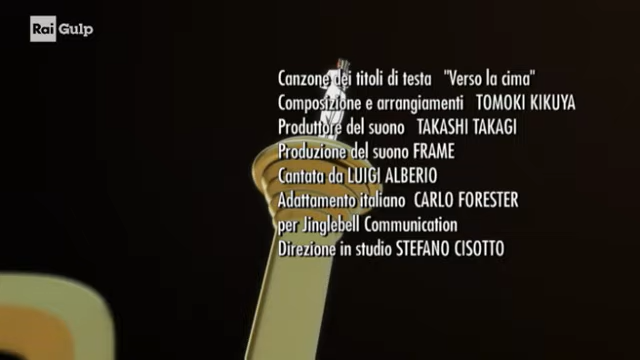 Rai Gulp
Canzone dei titoli di testa "Verso la cima"
Composizione e arrangiamenti TOMOKI KIKUYA
Produttore del suono TAKASHI TAKAGI
Produzione del suono FRAME
Cantata da LUIGI ALBERIO
Adattamento italiano CARLO FORESTER
per Jinglebell Communication
Direzione in studio STEFANO CISOTTO